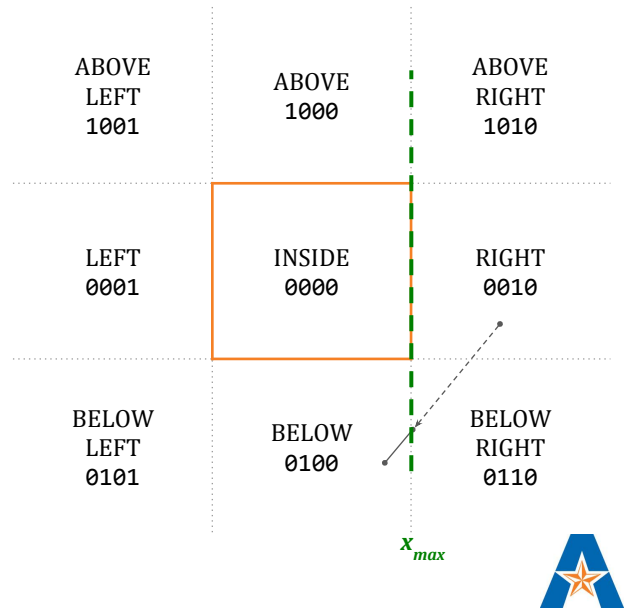 ABOVE
LEFT
1001
ABOVE
1000
ABOVE
RIGHT
1010
LEFT
0001
INSIDE
0000
RIGHT
0010
BELOW
LEFT
0101
BELOW
0100
BELOW
RIGHT
0110
x_max
A